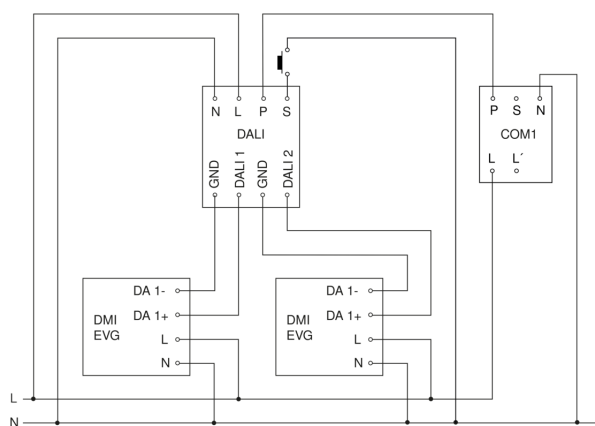 N L P S
DALI
GND DALI 1 GND DALI 2
P S N
COM1
L L´
DA 1-
DA 1+
DMI
EVG
L
N
DA 1-
DA 1+
DMI
EVG
L
N
L
N